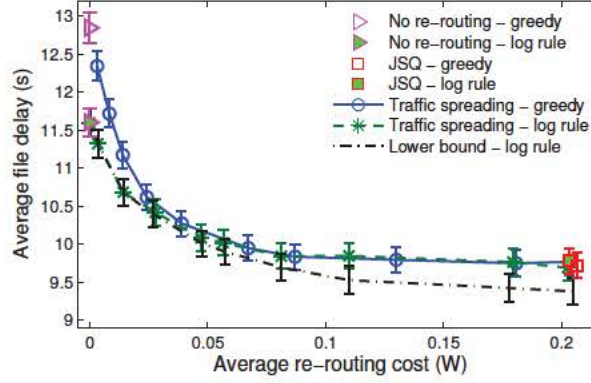 Average file delay (s)
13
12.5
12
11.5
11
10.5
10
9.5
9
No re−routing − greedy
No re−routing − log rule
JSQ − greedy
JSQ − log rule
Traffic spreading − greedy
Traffic spreading − log rule
Lower bound − log rule
0
0.05
0.1
0.15
0.2
Average re−routing cost (W)